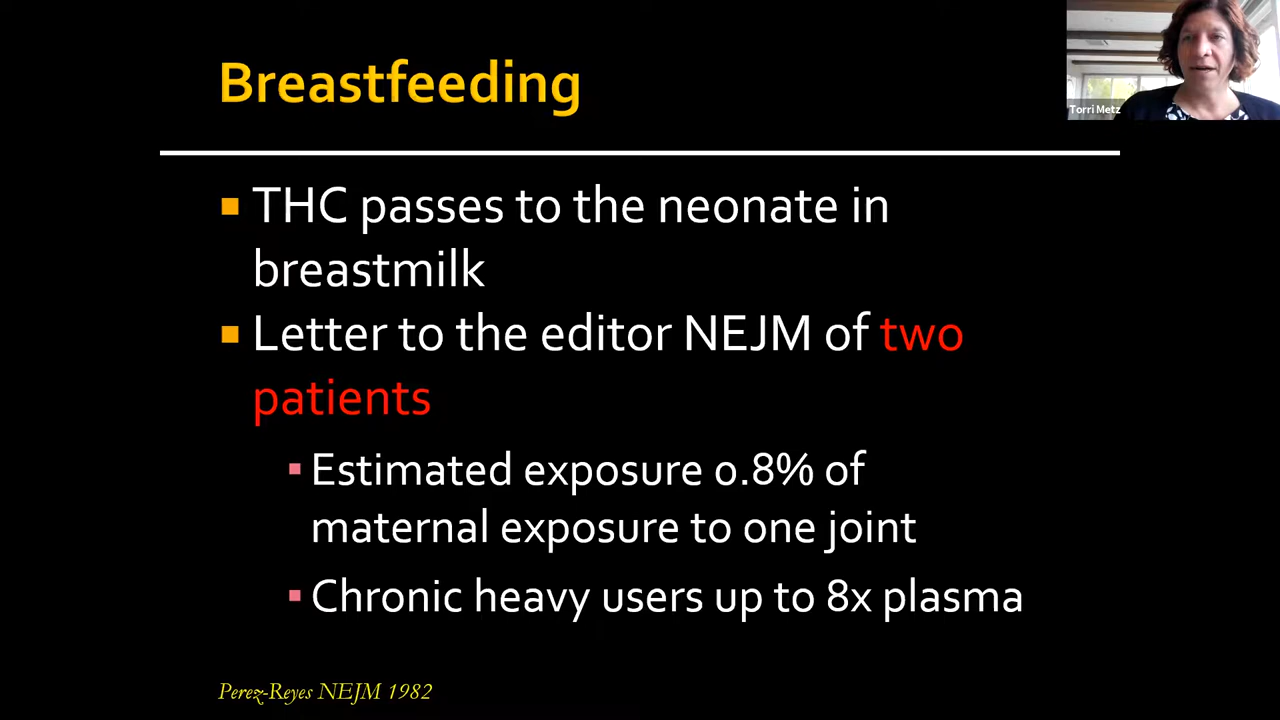 Breastfeeding
Torri Metz
■ THC passes to the neonate in
breastmilk
■ Letter to the editor NEJM of two
patients
▪ Estimated exposure 0.8% of
maternal exposure to one joint
▪ Chronic heavy users up to 8x plasma
Perez-Reyes NEJM 1982